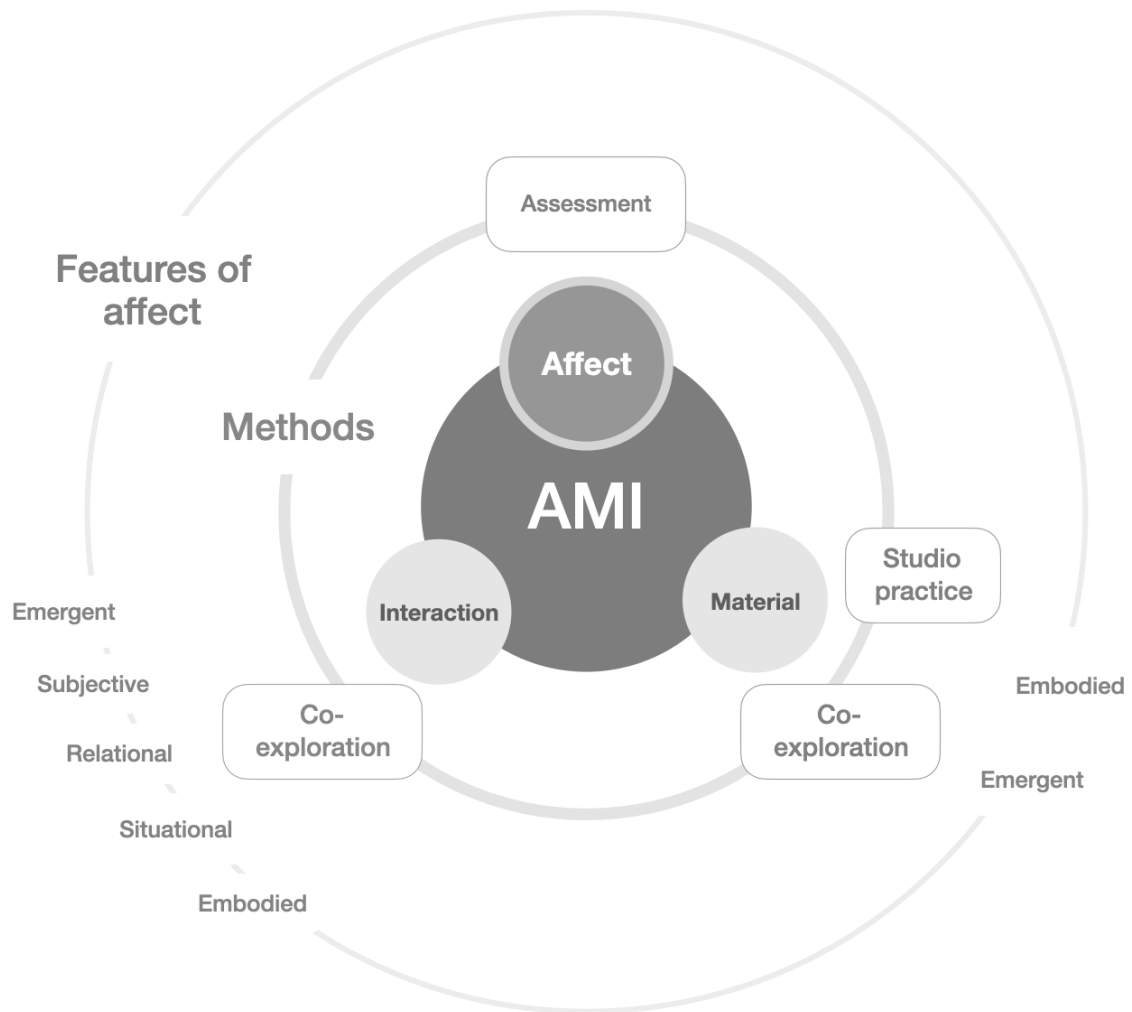 Assessment
Features of
affect
Affect
Methods
AMI
Studio
practice
Interaction
Material
Emergent
Subjective
Relational
Situational
Embodied
Co-
exploration
Co-
exploration
Embodied
Emergent